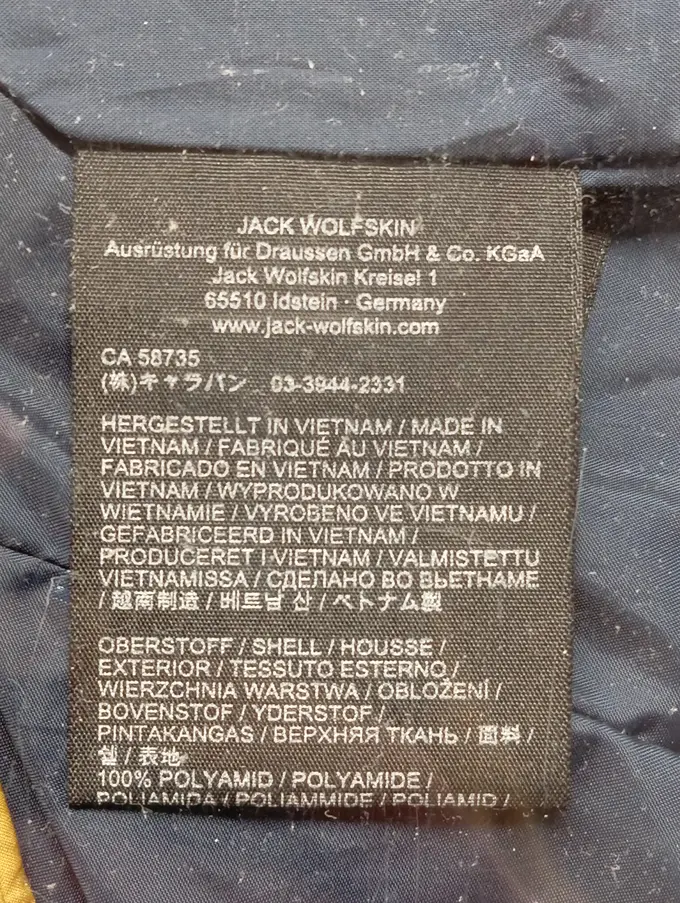 JACK WOLFSKIN
Ausrüstung für Draussen GmbH & Co. KGaA
Jack Wolfskin Kreisel 1
65510 Idstein · Germany
www.jack-wolfskin.com
CA 58735
(株)キャラバン 03-3944-2331
HERGESTELLT IN VIETNAM / MADE IN
VIETNAM / FABRIQUÉ AU VIETNAM /
FABRICADO EN VIETNAM / PRODOTTO IN
VIETNAM / WYPRODUKOWANO W
WIETNAMIE / VYROBENO VE VIETNAMU /
GEFABRICEERD IN VIETNAM /
PRODUCERET I VIETNAM / VALMISTETTU
VIETNAMISSA / СДЕЛАНО ВО ВЬЕТНАМЕ
/ 越南制造 / 베트남 산 / ベトナム製
OBERSTOFF / SHELL / HOUSSE /
EXTERIOR / TESSUTO ESTERNO /
WIERZCHNIA WARSTWA / OBLOŽENÍ /
BOVENSTOF / YDERSTOF /
PINTAKANGAS / ВЕРХНЯЯ ТКАНЬ / 面料 /
쉘 / 表地
100% POLYAMID / POLYAMIDE /
POLIAMIDA / POLIAMMIDE / POLIAMID /